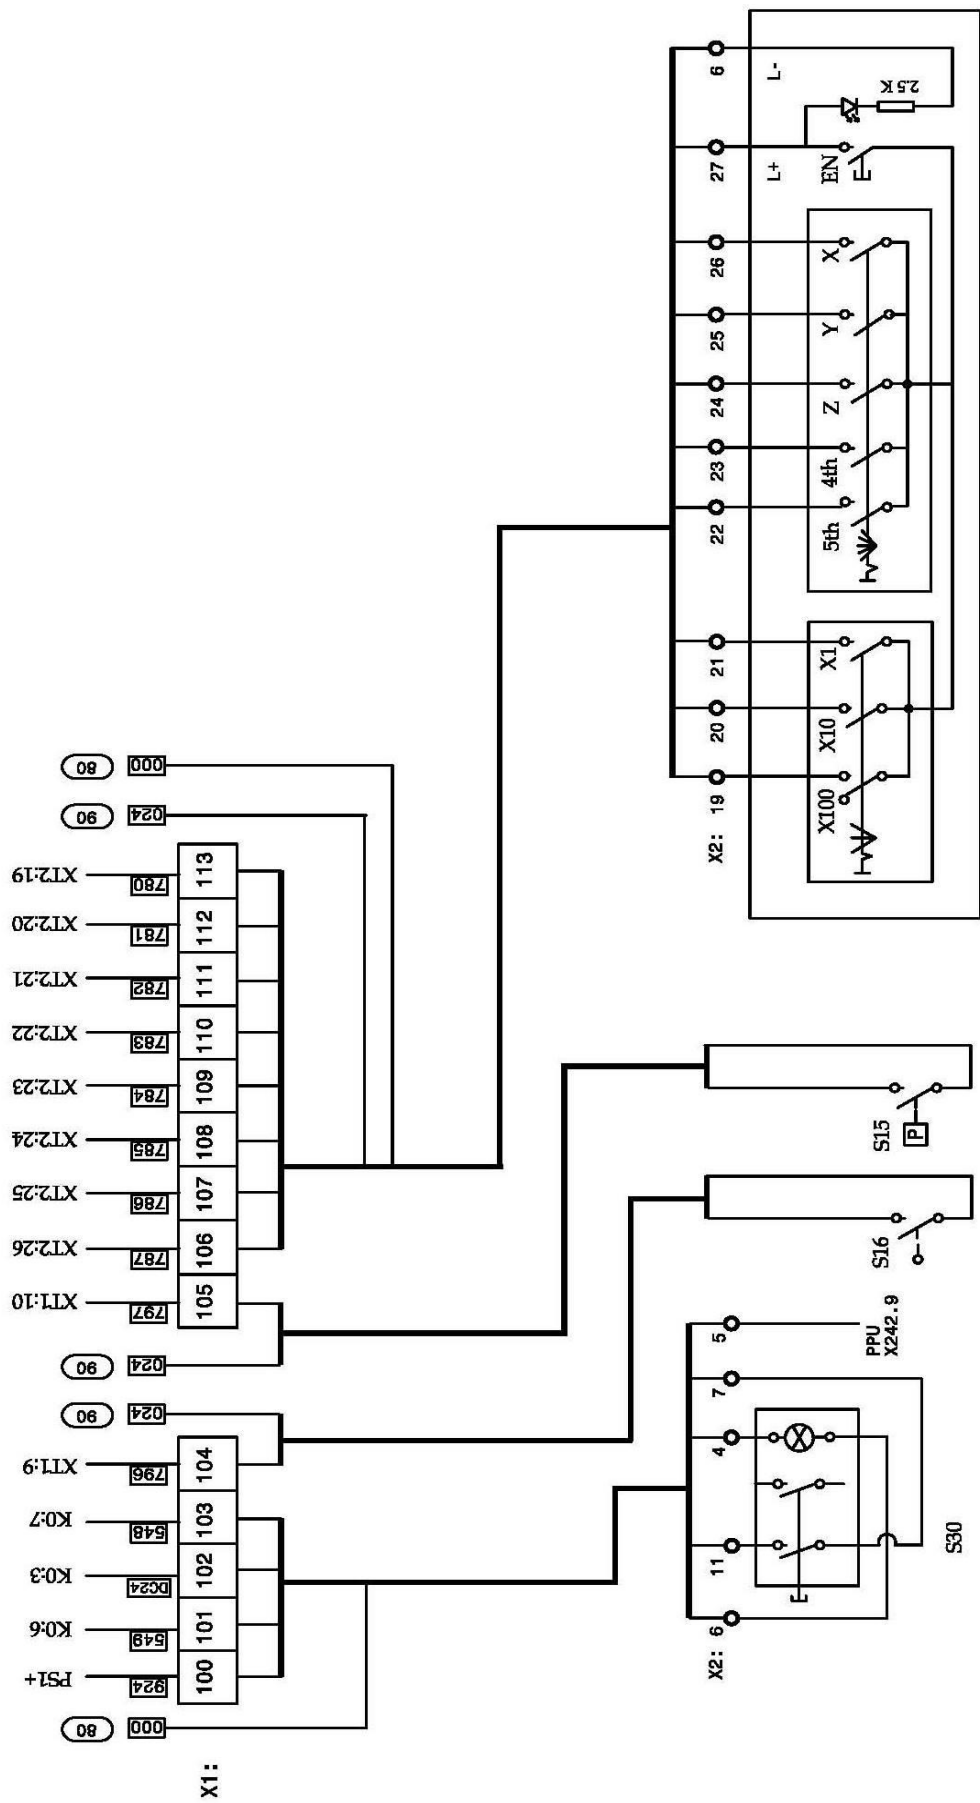 80
000
PS1+
924
K0:6
549
K0:3
DC24
K0:7
548
XT1:9
796
90
024
90
024
XT1:10
797
XT2:26
787
XT2:25
786
XT2:24
785
XT2:23
784
XT2:22
783
XT2:21
782
XT2:20
781
XT2:19
780
90
024
80
000
X1:
100
101
102
103
104
105
106
107
108
109
110
111
112
113
X2:
6
11
4
7
5
PPU
X242.9
S30
S16
S15
P
X2:
19
20
21
22
23
24
25
26
27
6
X100
X10
X1
5th
4th
Z
Y
X
EN
L+
L-
2.5 K